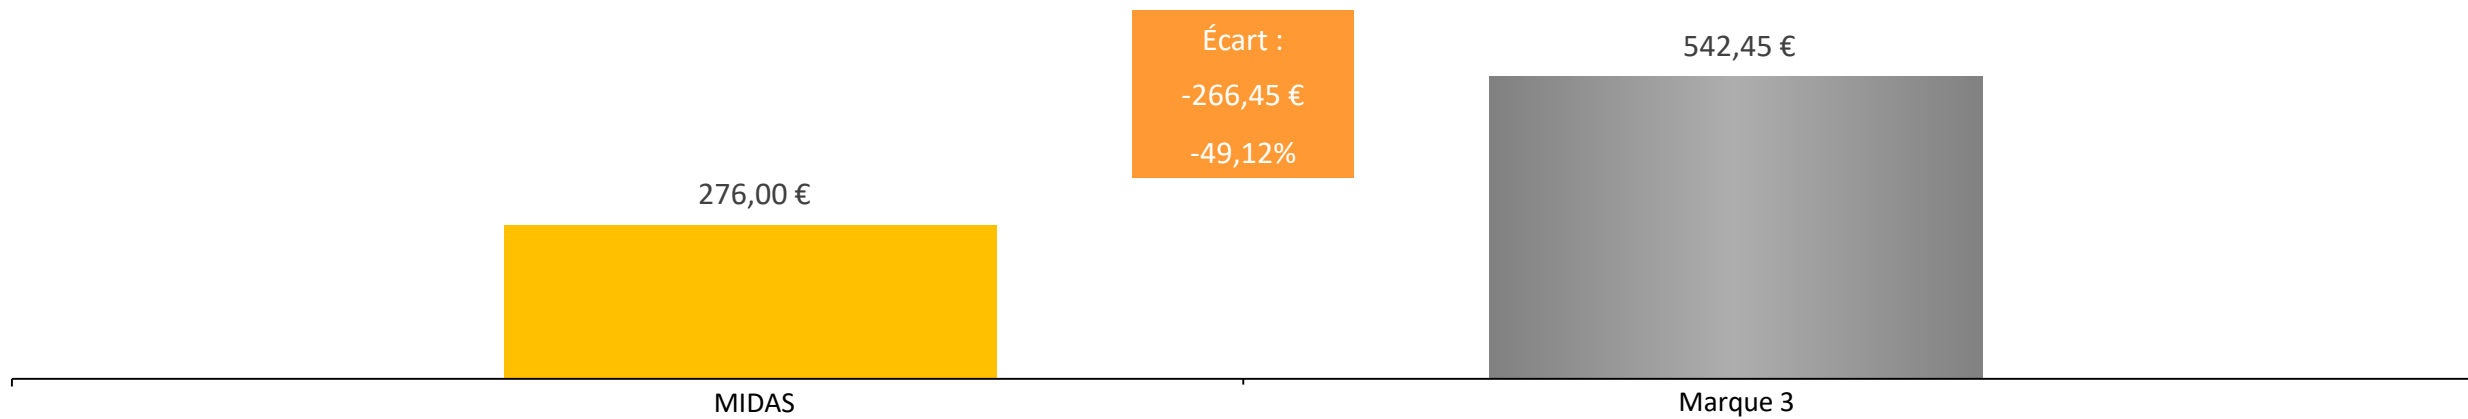 Écart :
-266,45 €
-49,12%
542,45 €
276,00 €
MIDAS
Marque 3